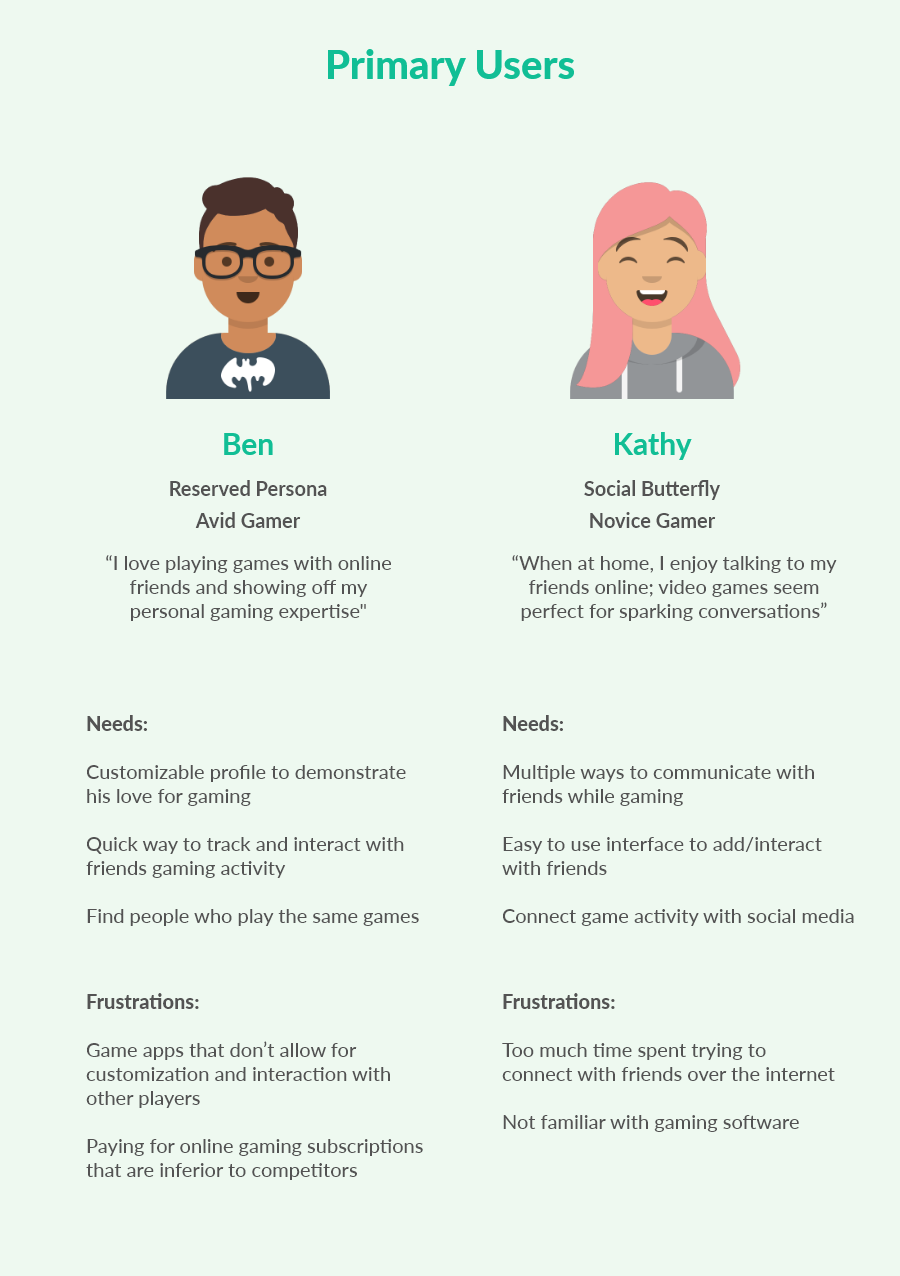 Primary Users
Ben
Reserved Persona
Avid Gamer
“I love playing games with online
friends and showing off my
personal gaming expertise"
Needs:
Customizable profile to demonstrate
his love for gaming
Quick way to track and interact with
friends gaming activity
Find people who play the same games
Frustrations:
Game apps that don’t allow for
customization and interaction with
other players
Paying for online gaming subscriptions
that are inferior to competitors
Kathy
Social Butterfly
Novice Gamer
“When at home, I enjoy talking to my
friends online; video games seem
perfect for sparking conversations”
Needs:
Multiple ways to communicate with
friends while gaming
Easy to use interface to add/interact
with friends
Connect game activity with social media
Frustrations:
Too much time spent trying to
connect with friends over the internet
Not familiar with gaming software